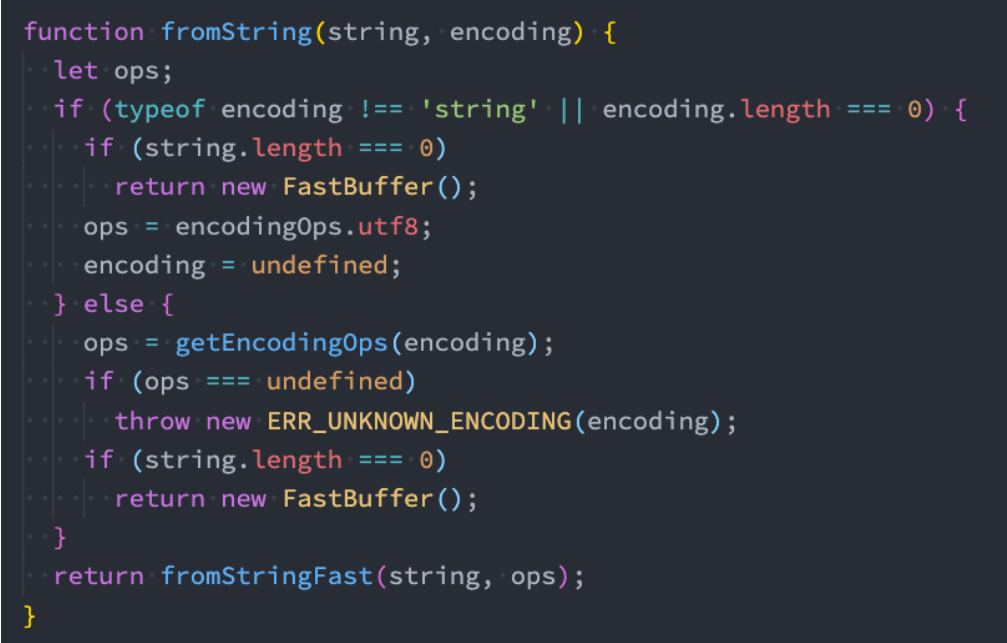 function fromString(string, encoding) {
  let ops;
  if (typeof encoding !== 'string' || encoding.length === 0) {
    if (string.length === 0)
      return new FastBuffer();
    ops = encodingOps.utf8;
    encoding = undefined;
  } else {
    ops = getEncodingOps(encoding);
    if (ops === undefined)
      throw new ERR_UNKNOWN_ENCODING(encoding);
    if (string.length === 0)
      return new FastBuffer();
  }
  return fromStringFast(string, ops);
}